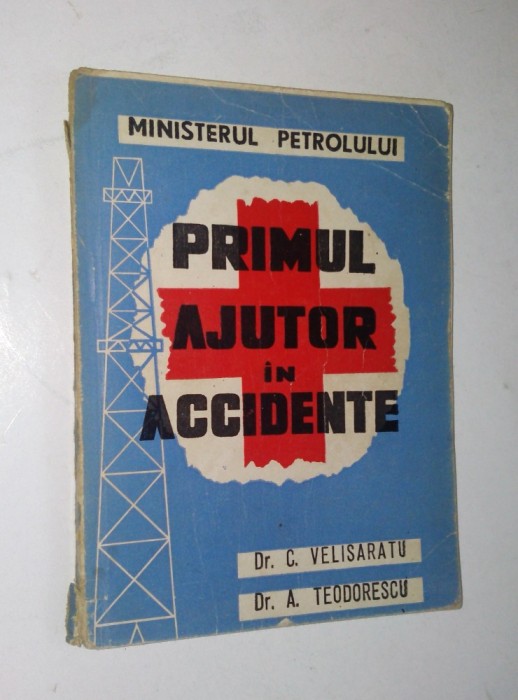 MINISTERUL PETROLULUI
PRIMUL
AJUTOR
ÎN
ACCIDENTE
Dr. C. VELISARATU
Dr. A. TEODORESCU